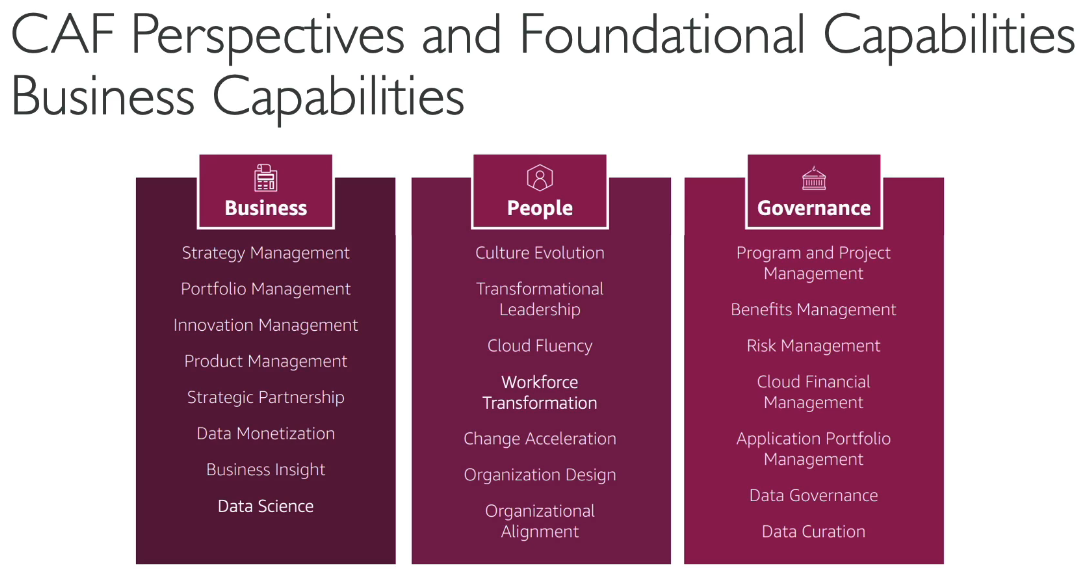 CAF Perspectives and Foundational Capabilities
Business Capabilities
Business
Strategy Management
Portfolio Management
Innovation Management
Product Management
Strategic Partnership
Data Monetization
Business Insight
Data Science
People
Culture Evolution
Transformational
Leadership
Cloud Fluency
Workforce
Transformation
Change Acceleration
Organization Design
Organizational
Alignment
Governance
Program and Project
Management
Benefits Management
Risk Management
Cloud Financial
Management
Application Portfolio
Management
Data Governance
Data Curation